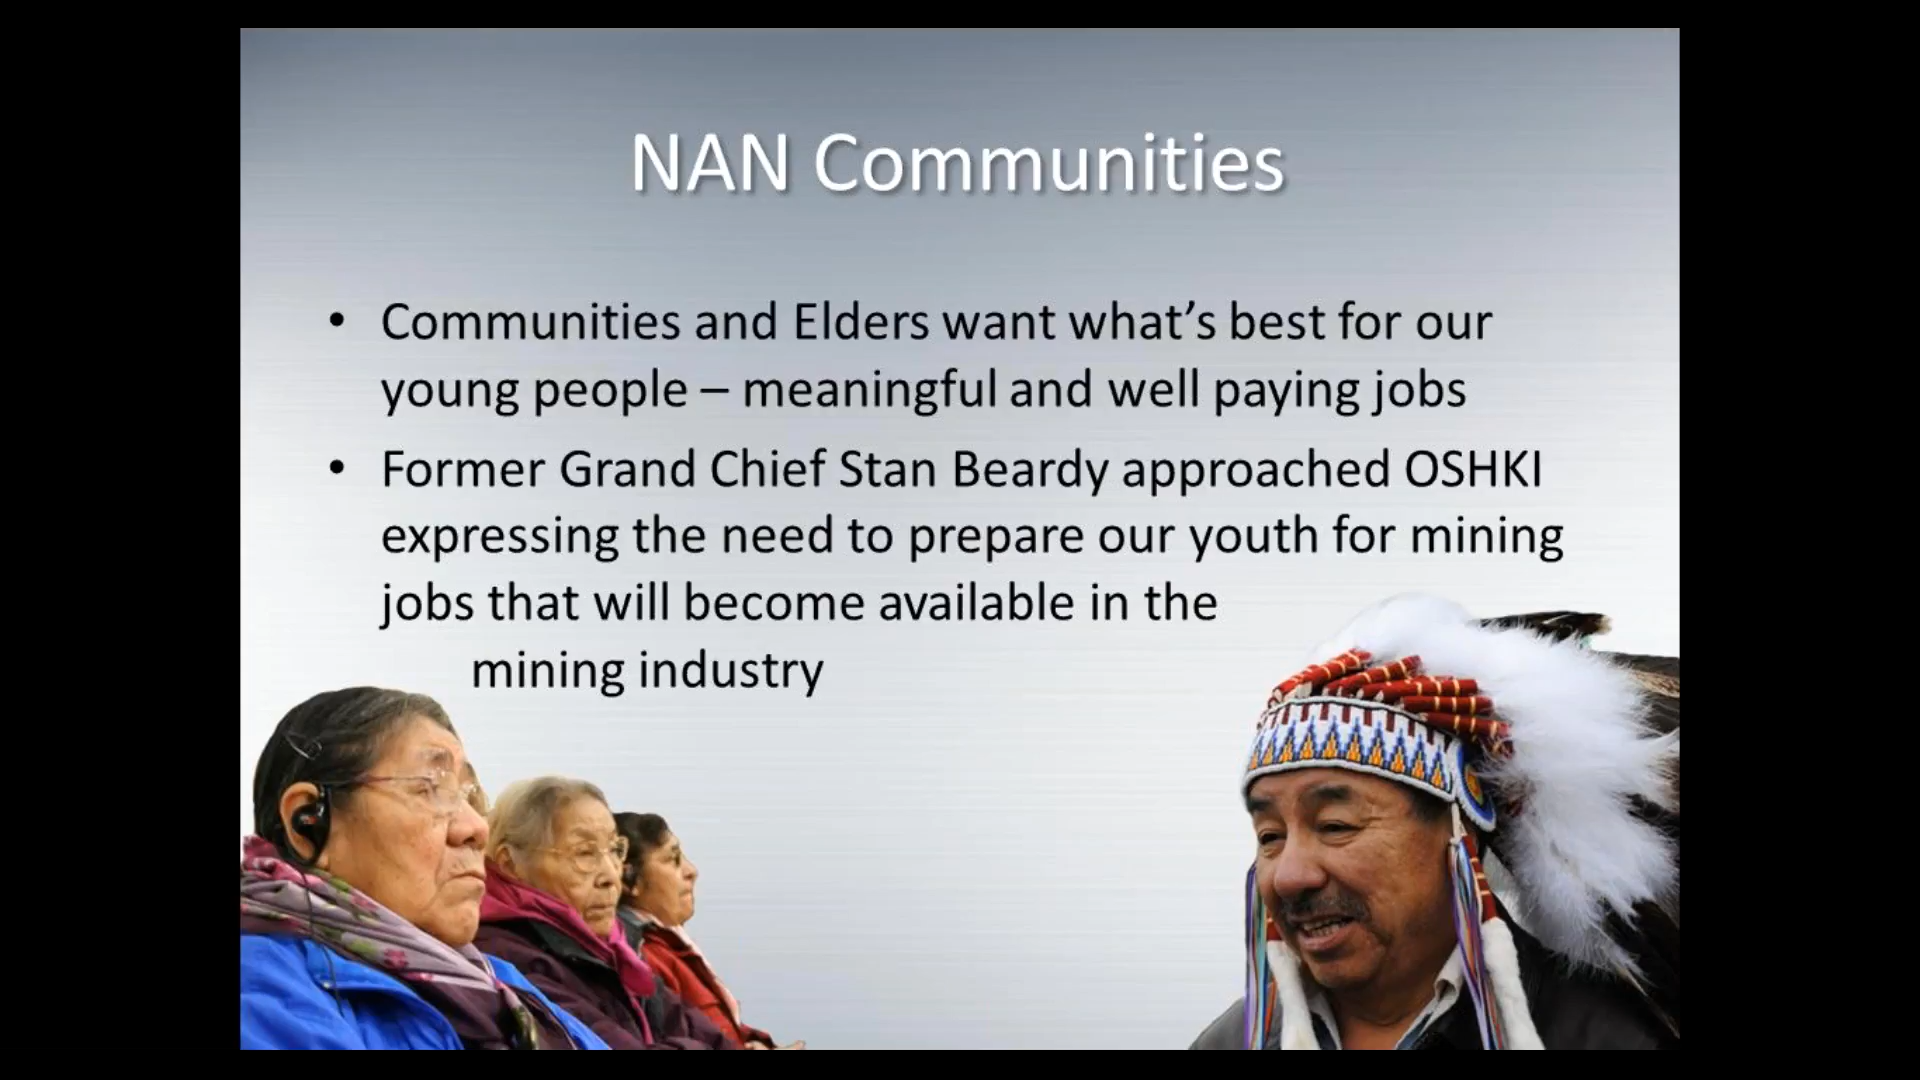 NAN Communities
• Communities and Elders want what’s best for our
young people – meaningful and well paying jobs
• Former Grand Chief Stan Beardy approached OSHKI
expressing the need to prepare our youth for mining
jobs that will become available in the
mining industry